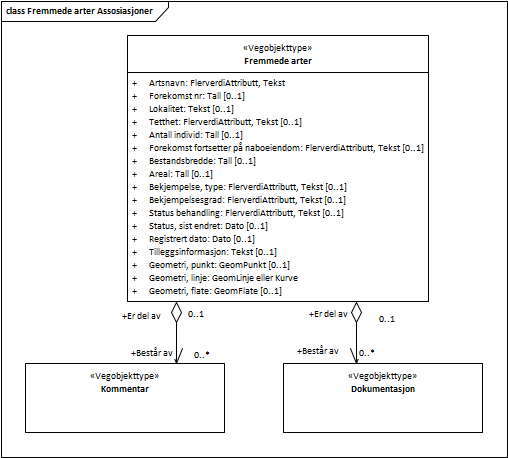 class Fremmede arter Assosiasjoner
«Vegobjekttype»
Fremmede arter
+ Artsnavn: FlerverdiAttributt, Tekst
+ Forekomst nr: Tall [0..1]
+ Lokalitet: Tekst [0..1]
+ Tetthet: FlerverdiAttributt, Tekst [0..1]
+ Antall individ: Tall [0..1]
+ Forekomst fortsetter på naboeiendom: FlerverdiAttributt, Tekst [0..1]
+ Bestandsbredde: Tall [0..1]
+ Areal: Tall [0..1]
+ Bekjempelse, type: FlerverdiAttributt, Tekst [0..1]
+ Bekjempelsesgrad: FlerverdiAttributt, Tekst [0..1]
+ Status behandling: FlerverdiAttributt, Tekst [0..1]
+ Status, sist endret: Dato [0..1]
+ Registrert dato: Dato [0..1]
+ Tilleggsinformasjon: Tekst [0..1]
+ Geometri, punkt: GeomPunkt [0..1]
+ Geometri, linje: GeomLinje eller Kurve
+ Geometri, flate: GeomFlate [0..1]
+Er del av 0..1
+Er del av 0..1
+Består av 0..*
+Består av 0..*
«Vegobjekttype»
Kommentar
«Vegobjekttype»
Dokumentasjon